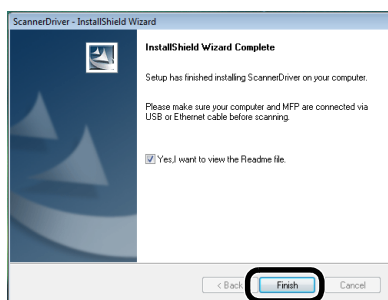 ScannerDriver - InstallShield Wizard
InstallShield Wizard Complete
Setup has finished installing ScannerDriver on your computer.
Please make sure your computer and MFP are connected via
USB or Ethernet cable before scanning.
Yes,I want to view the Readme file.
< Back
Finish
Cancel